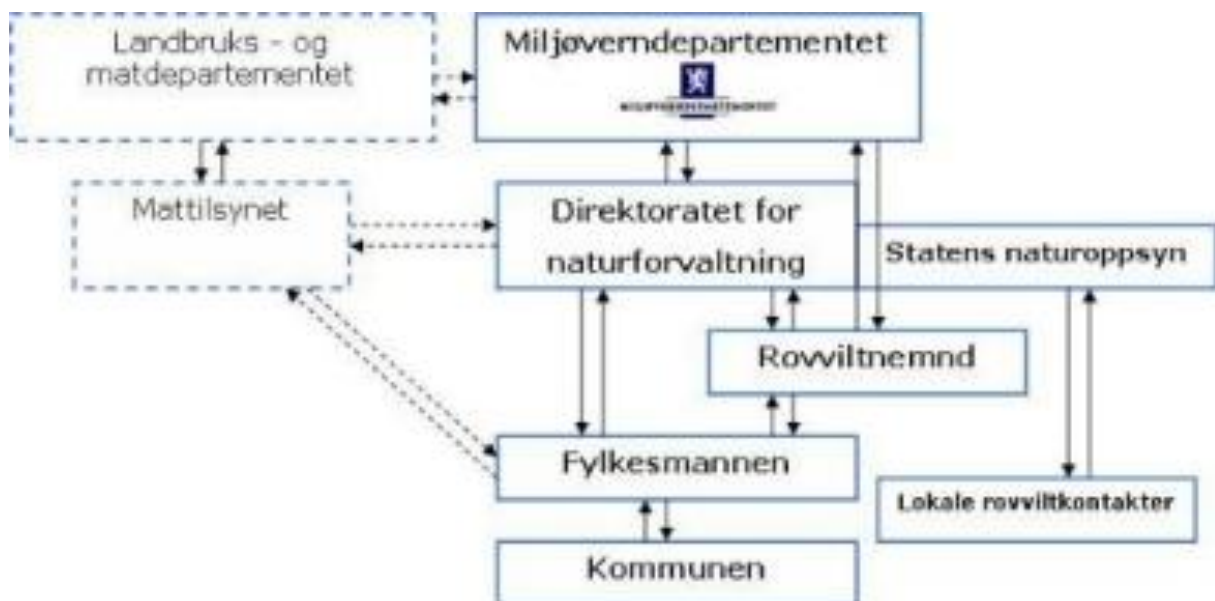 Landbruks - og
matdepartementet
Miljøverndepartementet
Mattilsynet
Direktoratet for
naturforvaltning
Statens naturoppsyn
Rovviltnemnd
Fylkesmannen
Lokale rovviltkontakter
Kommunen